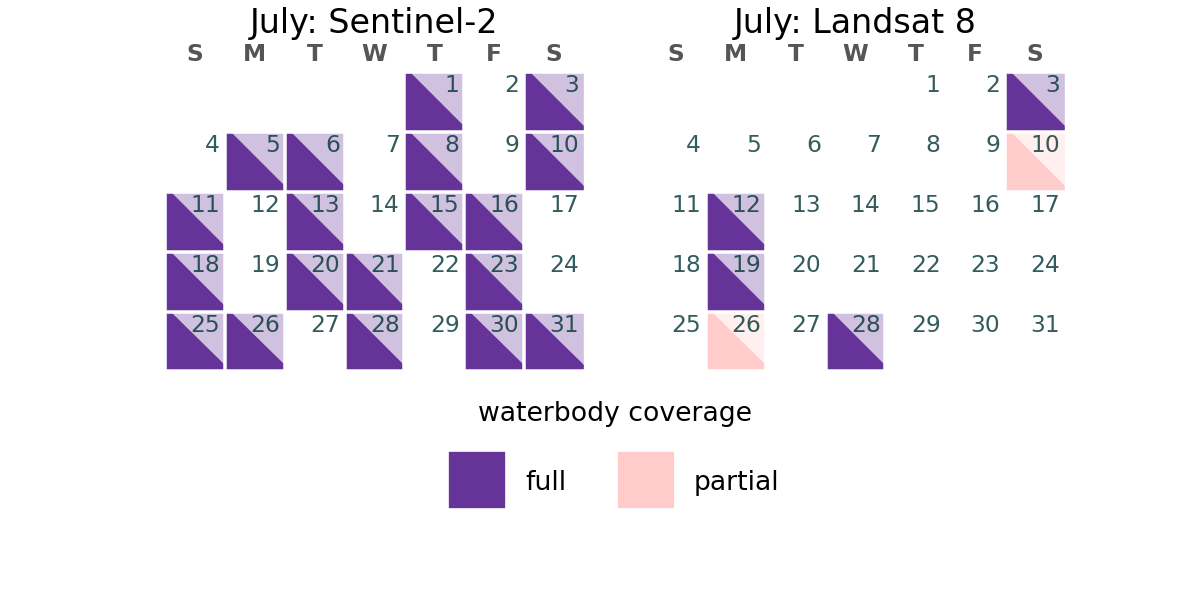 July: Sentinel-2
S M T W T F S
1 2 3
4 5 6 7 8 9 10
11 12 13 14 15 16 17
18 19 20 21 22 23 24
25 26 27 28 29 30 31
July: Landsat 8
S M T W T F S
1 2 3
4 5 6 7 8 9 10
11 12 13 14 15 16 17
18 19 20 21 22 23 24
25 26 27 28 29 30 31
waterbody coverage
full partial